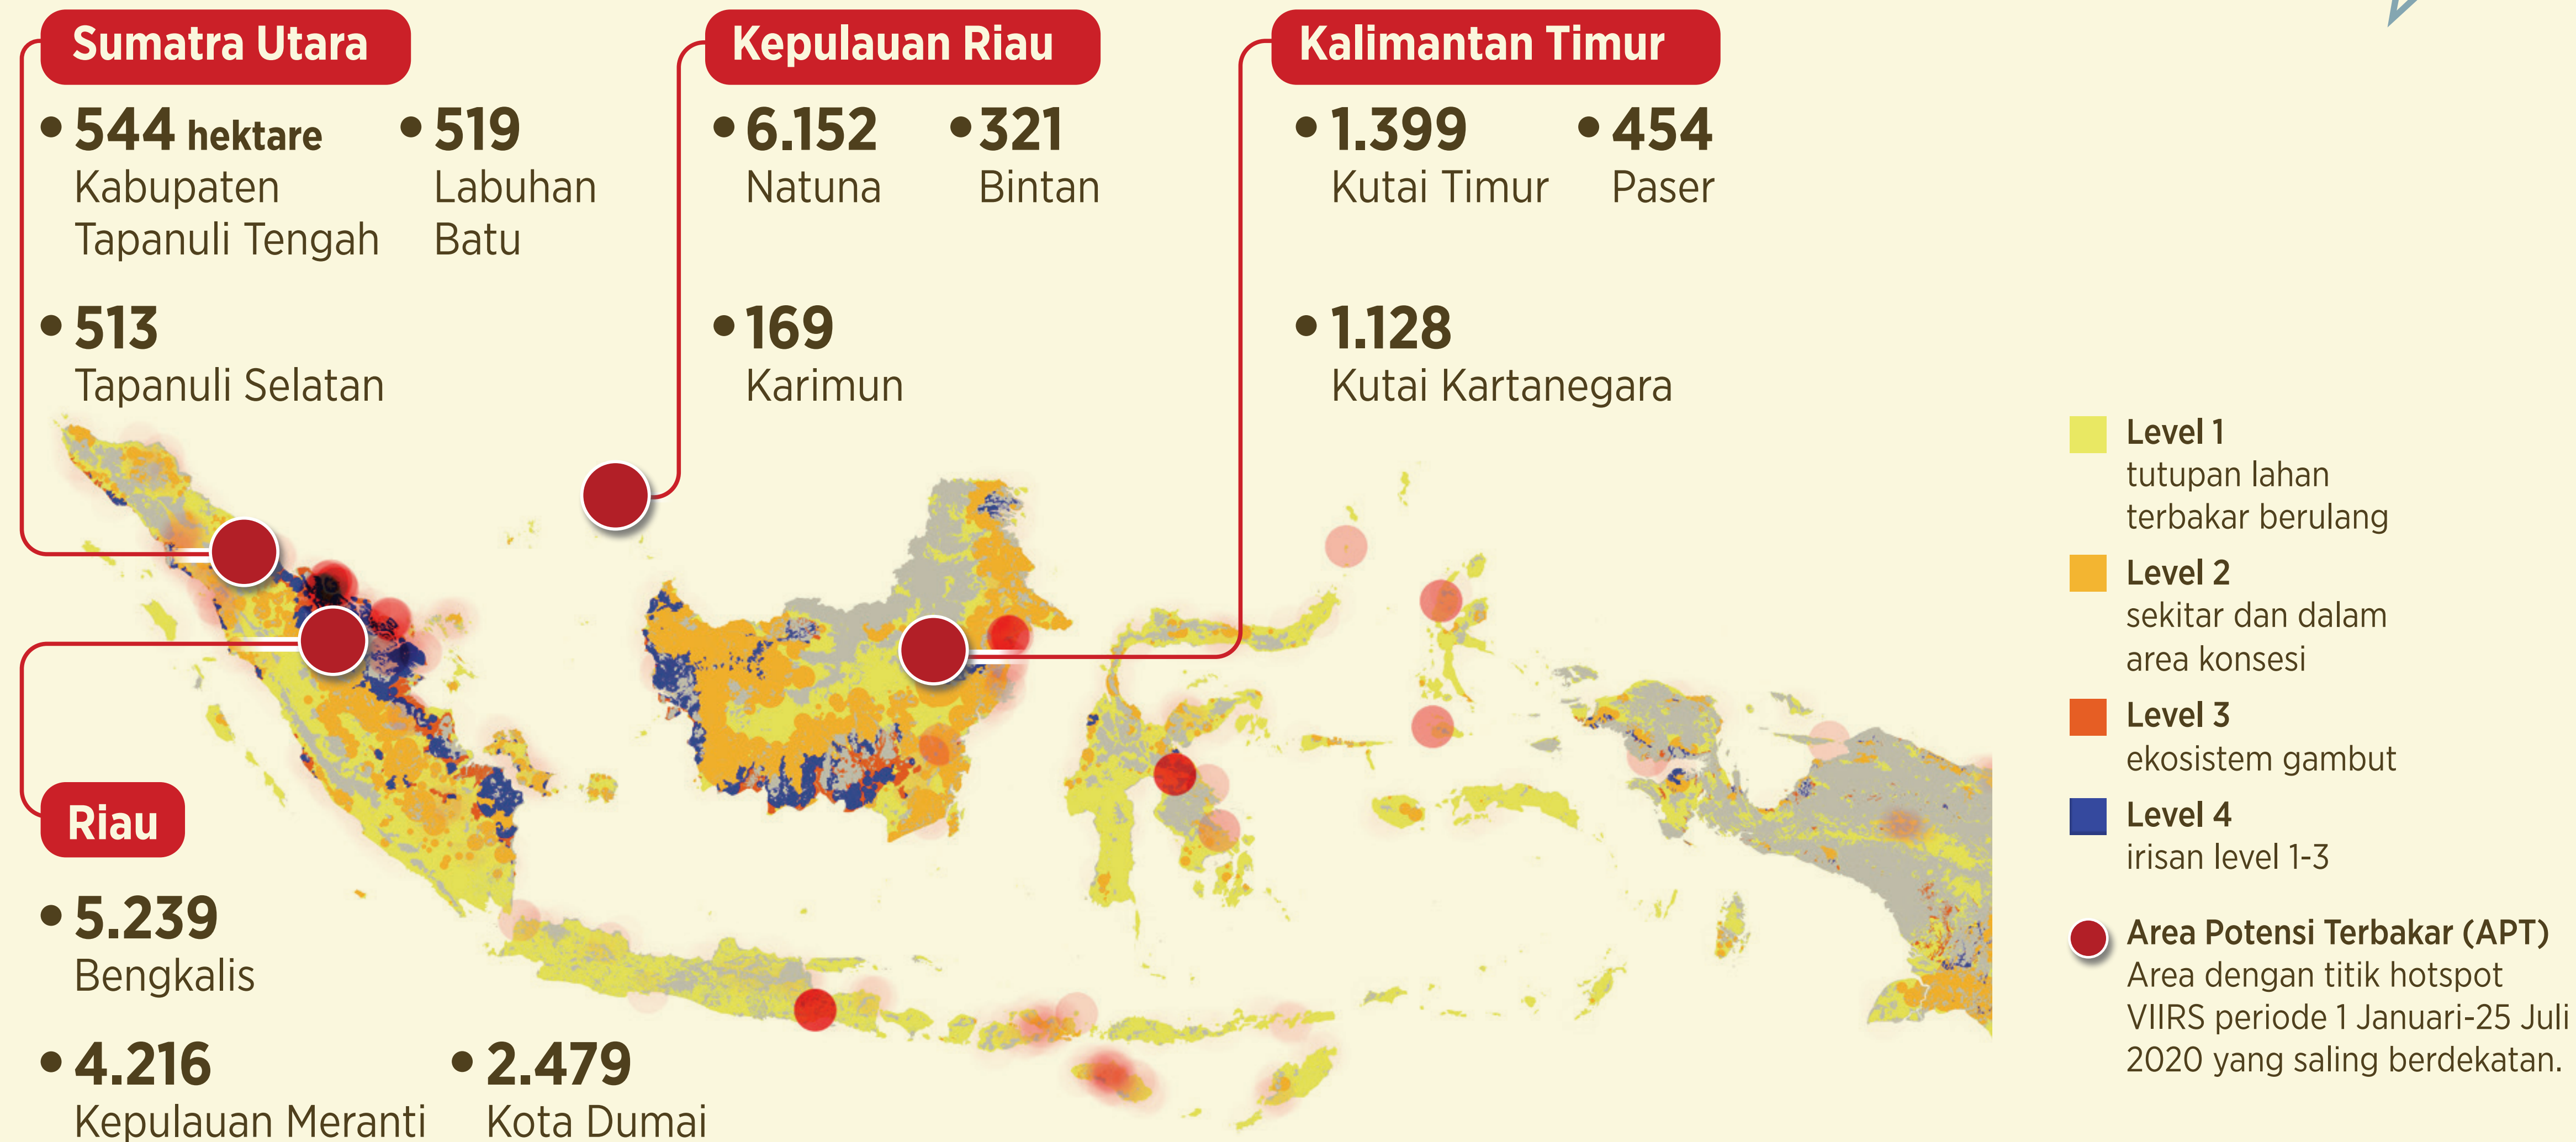 Sumatra Utara
544 hektare
Kabupaten
Tapanuli Tengah
519
Labuhan
Batu
513
Tapanuli Selatan
Kepulauan Riau
6.152
Natuna
321
Bintan
169
Karimun
Kalimantan Timur
1.399
Kutai Timur
454
Paser
1.128
Kutai Kartanegara
Riau
5.239
Bengkalis
4.216
Kepulauan Meranti
2.479
Kota Dumai
Level 1
tutupan lahan
terbakar berulang
Level 2
sekitar dan dalam
area konsesi
Level 3
ekosistem gambut
Level 4
irisan level 1-3
Area Potensi Terbakar (APT)
Area dengan titik hotspot
VIIRS periode 1 Januari-25 Juli
2020 yang saling berdekatan.